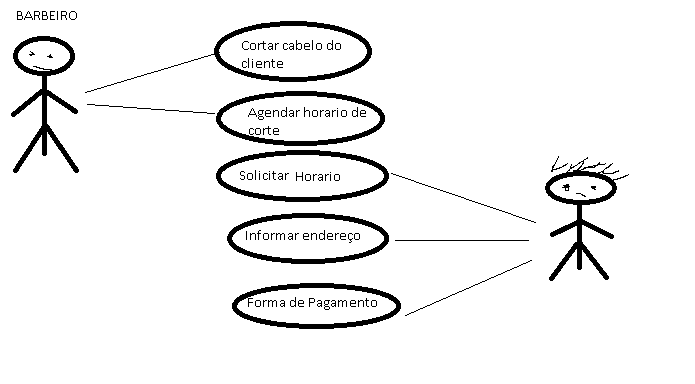 BARBEIRO
Cortar cabelo do
cliente
Agendar horario de
corte
Solicitar Horario
Informar endereço
Forma de Pagamento